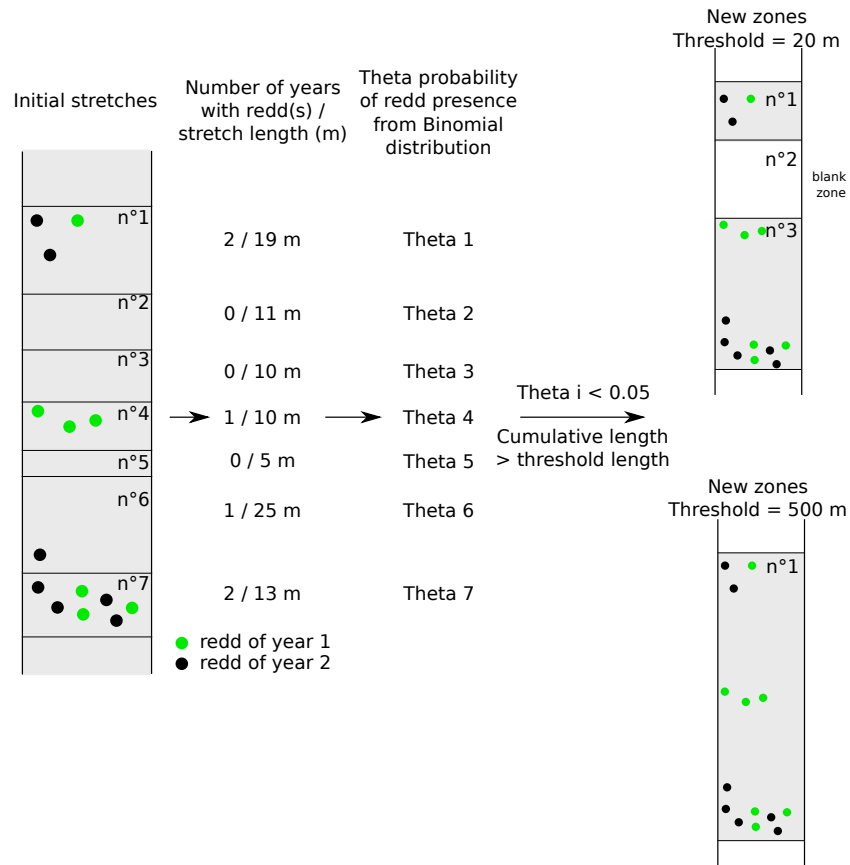 Initial stretches
n°1
n°2
n°3
n°4
n°5
n°6
n°7
Number of years
with redd(s) /
stretch length (m)
2 / 19 m
0 / 11 m
0 / 10 m
1 / 10 m
0 / 5 m
1 / 25 m
2 / 13 m
redd of year 1
redd of year 2
Theta probability
of redd presence
from Binomial
distribution
Theta 1
Theta 2
Theta 3
Theta 4
Theta 5
Theta 6
Theta 7
Theta i < 0.05
Cumulative length
> threshold length
New zones
Threshold = 20 m
n°1
n°2
blank
zone
n°3
New zones
Threshold = 500 m
n°1